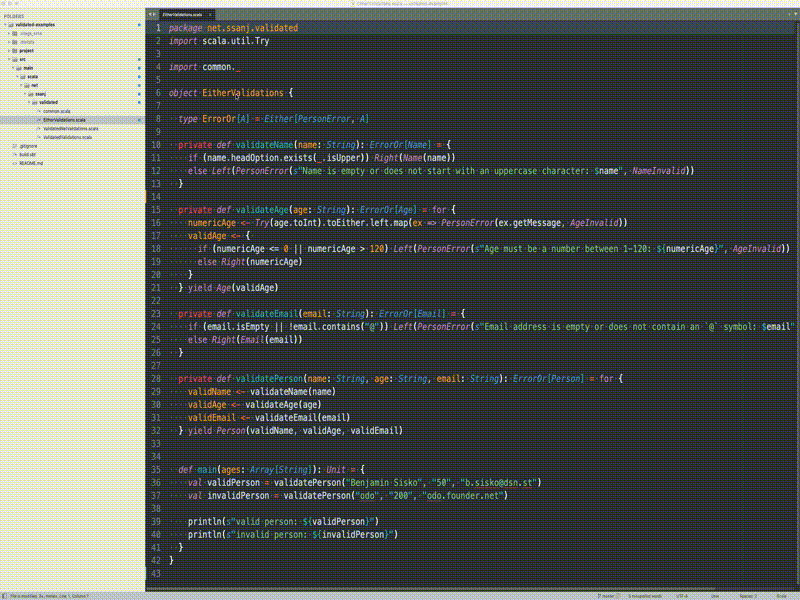 FOLDERS
validated-examples
project
src
main
scala
net
ssanj
validated
common.scala
EitherValidations.scala
ValidatedNelValidations.scala
ValidatedValidations.scala
.gitignore
build.sbt
README.md
EitherValidations.scala
1 package net.ssanj.validated
2 import scala.util.Try
3
4 import common._
5
6 object EitherValidations {
7
8 type ErrorOr[A] = Either[PersonError, A]
9
10 private def validateName(name: String): ErrorOr[Name] = {
11 if (name.headOption.exists(_.isUpper)) Right(Name(name))
12 else Left(PersonError(s"Name is empty or does not start with an uppercase character: $name", NameInvalid))
13 }
14
15 private def validateAge(age: String): ErrorOr[Age] = for {
16 numericAge <- Try(age.toInt).toEither.left.map(ex => PersonError(ex.getMessage, AgeInvalid))
17 validAge <- {
18 if (numericAge <= 0 || numericAge > 120) Left(PersonError(s"Age must be a number between 1-120: ${numericAge}", AgeInvalid))
19 else Right(numericAge)
20 }
21 } yield Age(validAge)
22
23 private def validateEmail(email: String): ErrorOr[Email] = {
24 if (email.isEmpty || !email.contains("@")) Left(PersonError(s"Email address is empty or does not contain an `@` symbol: $email"
25 else Right(Email(email))
26 }
27
28 private def validatePerson(name: String, age: String, email: String): ErrorOr[Person] = for {
29 validName <- validateName(name)
30 validAge <- validateAge(age)
31 validEmail <- validateEmail(email)
32 } yield Person(validName, validAge, validEmail)
33
34
35 def main(ages: Array[String]): Unit = {
36 val validPerson = validatePerson("Benjamin Sisko", "50", "b.sisko@dsn.st")
37 val invalidPerson = validatePerson("odo", "200", "odo.founder.net")
38
39 println(s"valid person: ${validPerson}")
40 println(s"invalid person: ${invalidPerson}")
41 }
42 }
43
master
UTF-8
Unix
Spaces: 2
Scala